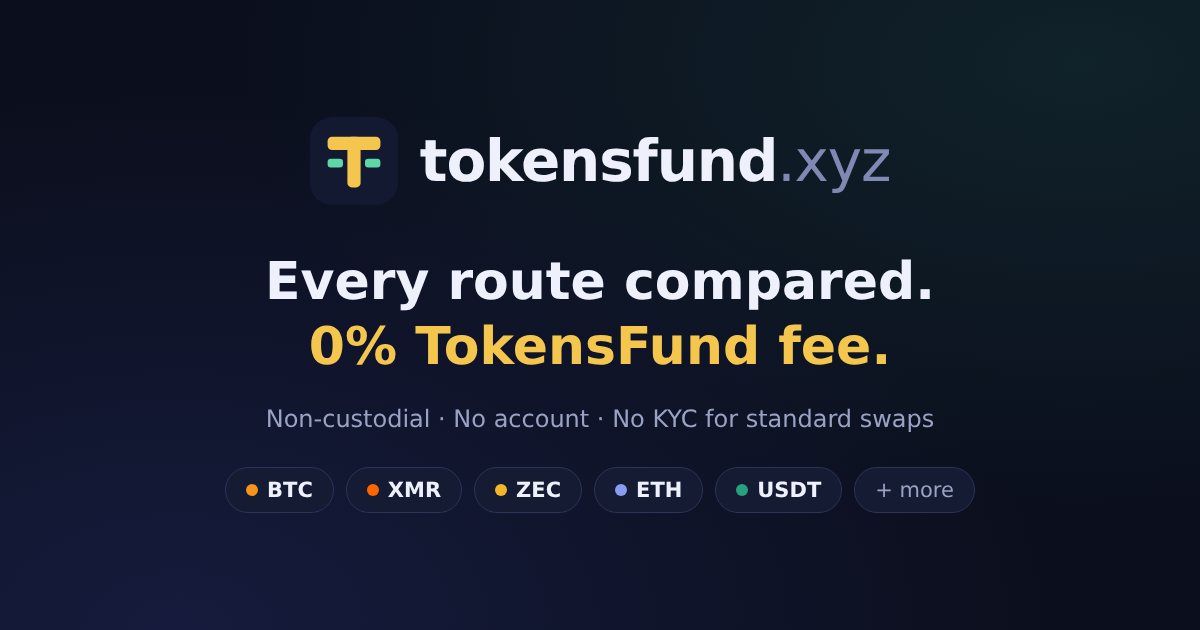 tokensfund.xyz
Every route compared.
0% TokensFund fee.
Non-custodial · No account · No KYC for standard swaps
BTC XMR ZEC ETH USDT + more